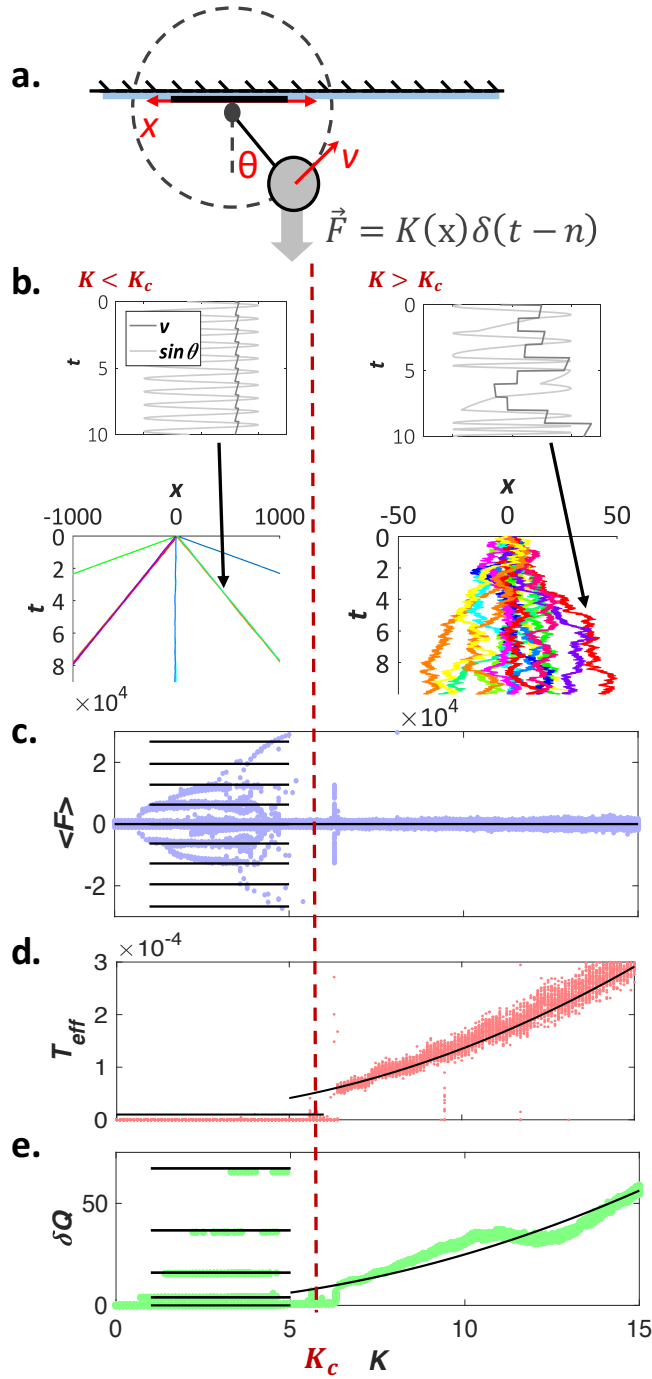 a.
x
θ
v
F⃗ = K(x)δ(t − n)
b.
K < K_c
K > K_c
0
5
10
t
v
sin θ
0
5
10
t
x
-1000 0 1000
0
2
4
6
8
t
×10^4
x
-50 0 50
0
2
4
6
8
t
×10^4
c.
2
0
-2
<F>
d.
×10^-4
3
2
1
0
T_eff
e.
50
0
δQ
0 5 10 15
K_c K